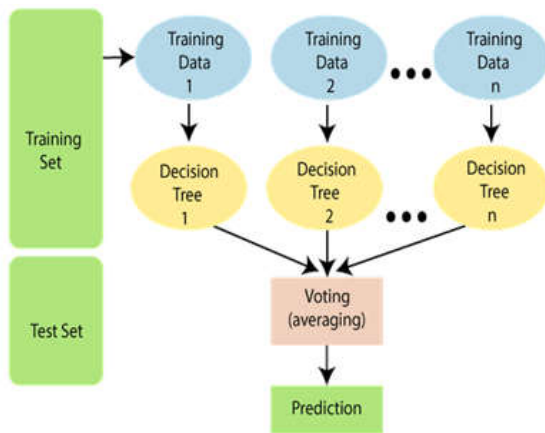 Training
Data
1
Training
Data
2
Training
Data
n
Training
Set
Decision
Tree
1
Decision
Tree
2
Decision
Tree
n
Test Set
Voting
(averaging)
Prediction